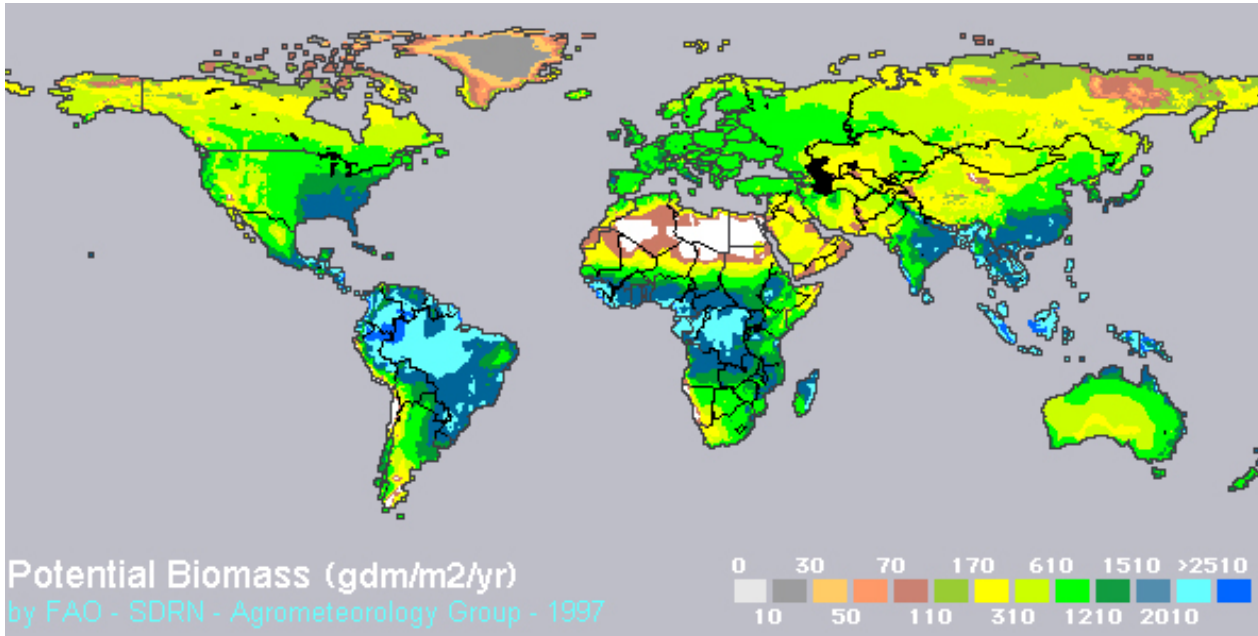 0 30 70 170 610 1510 >2510
Potential Biomass (gdm/m2/yr)
by FAO - SDRN - Agrometeorology Group - 1997
10 50 110 310 1210 2010